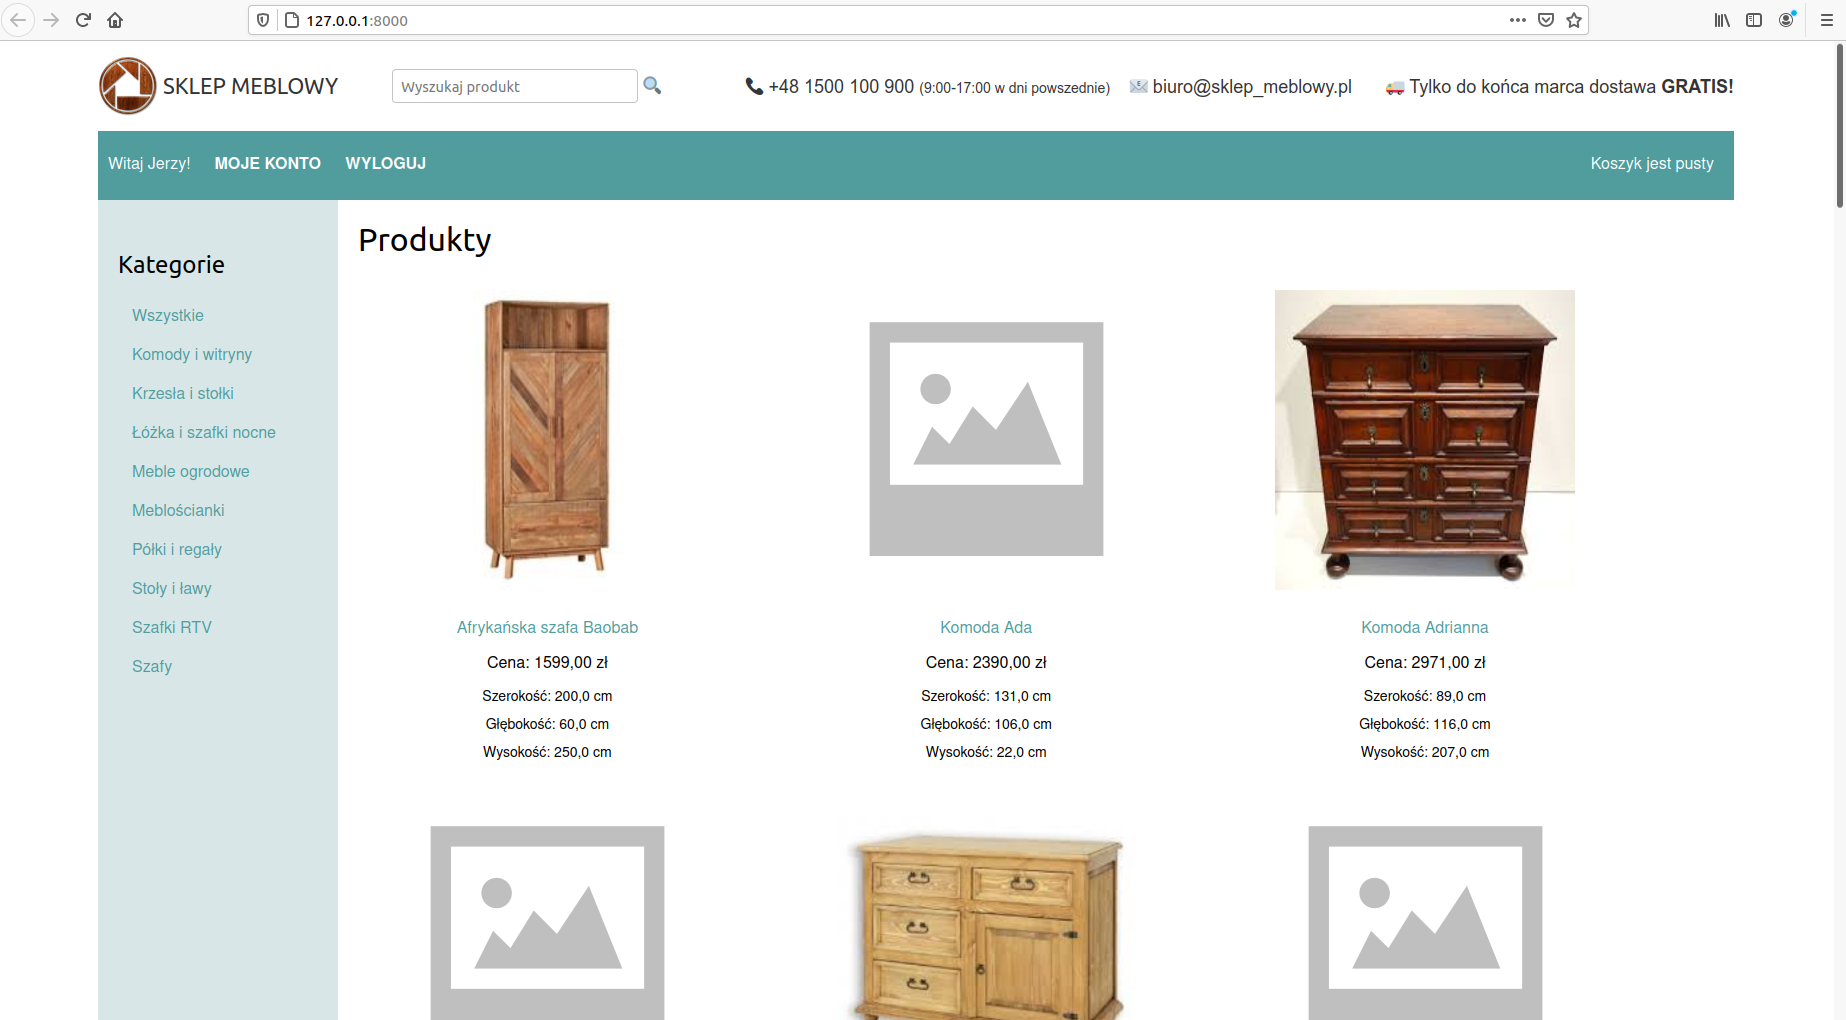 127.0.0.1:8000
SKLEP MEBLOWY
Wyszukaj produkt
+48 1500 100 900 (9:00-17:00 w dni powszednie)
biuro@sklep_meblowy.pl
Tylko do końca marca dostawa GRATIS!
Witaj Jerzy!
MOJE KONTO
WYLOGUJ
Koszyk jest pusty
Kategorie
Wszystkie
Komody i witryny
Krzesła i stołki
Łóżka i szafki nocne
Meble ogrodowe
Meblościanki
Półki i regały
Stoły i ławy
Szafki RTV
Szafy
Produkty
Afrykańska szafa Baobab
Cena: 1599,00 zł
Szerokość: 200,0 cm
Głębokość: 60,0 cm
Wysokość: 250,0 cm
Komoda Ada
Cena: 2390,00 zł
Szerokość: 131,0 cm
Głębokość: 106,0 cm
Wysokość: 22,0 cm
Komoda Adrianna
Cena: 2971,00 zł
Szerokość: 89,0 cm
Głębokość: 116,0 cm
Wysokość: 207,0 cm